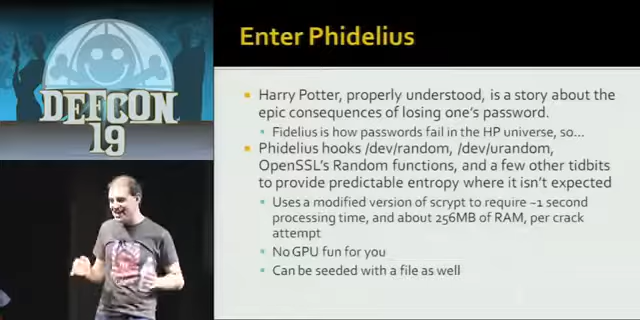 DEFCON
19
Enter Phidelius
Harry Potter, properly understood, is a story about the
epic consequences of losing one's password.
Fidelius is how passwords fail in the HP universe, so…
Phidelius hooks /dev/random, /dev/urandom,
OpenSSL's Random functions, and a few other tidbits
to provide predictable entropy where it isn't expected
Uses a modified version of scrypt to require ~1 second
processing time, and about 256MB of RAM, per crack
attempt
No GPU fun for you
Can be seeded with a file as well